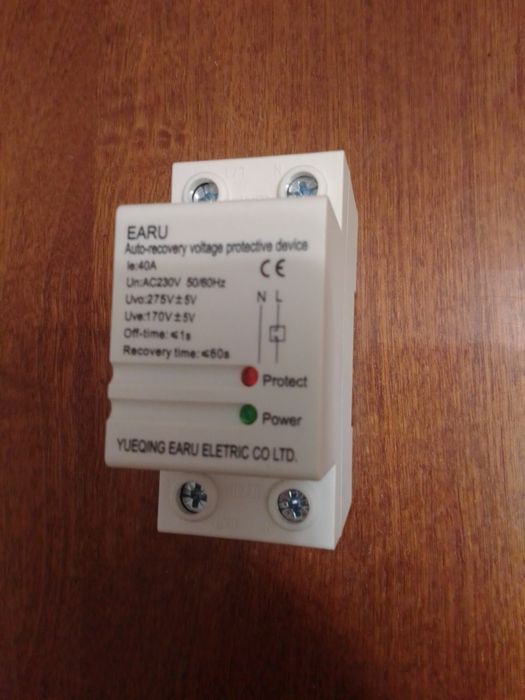 N
EARU
Auto-recovery voltage protective device
Ie:40A
CE
Un:AC230V 50/60Hz
Uvo:275V±5V
N L
Uve:170V±5V
Off-time:≤1s
Recovery time:≤60s
Protect
Power
YUEQING EARU ELETRIC CO LTD.